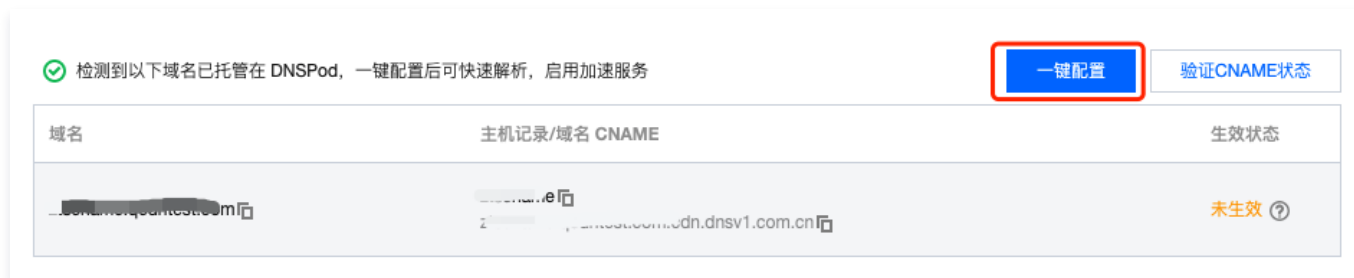 检测到以下域名已托管在 DNSPod，一键配置后可快速解析，启用加速服务
一键配置
验证CNAME状态
域名
主机记录/域名 CNAME
生效状态
.cdn.dnsv1.com.cn
未生效